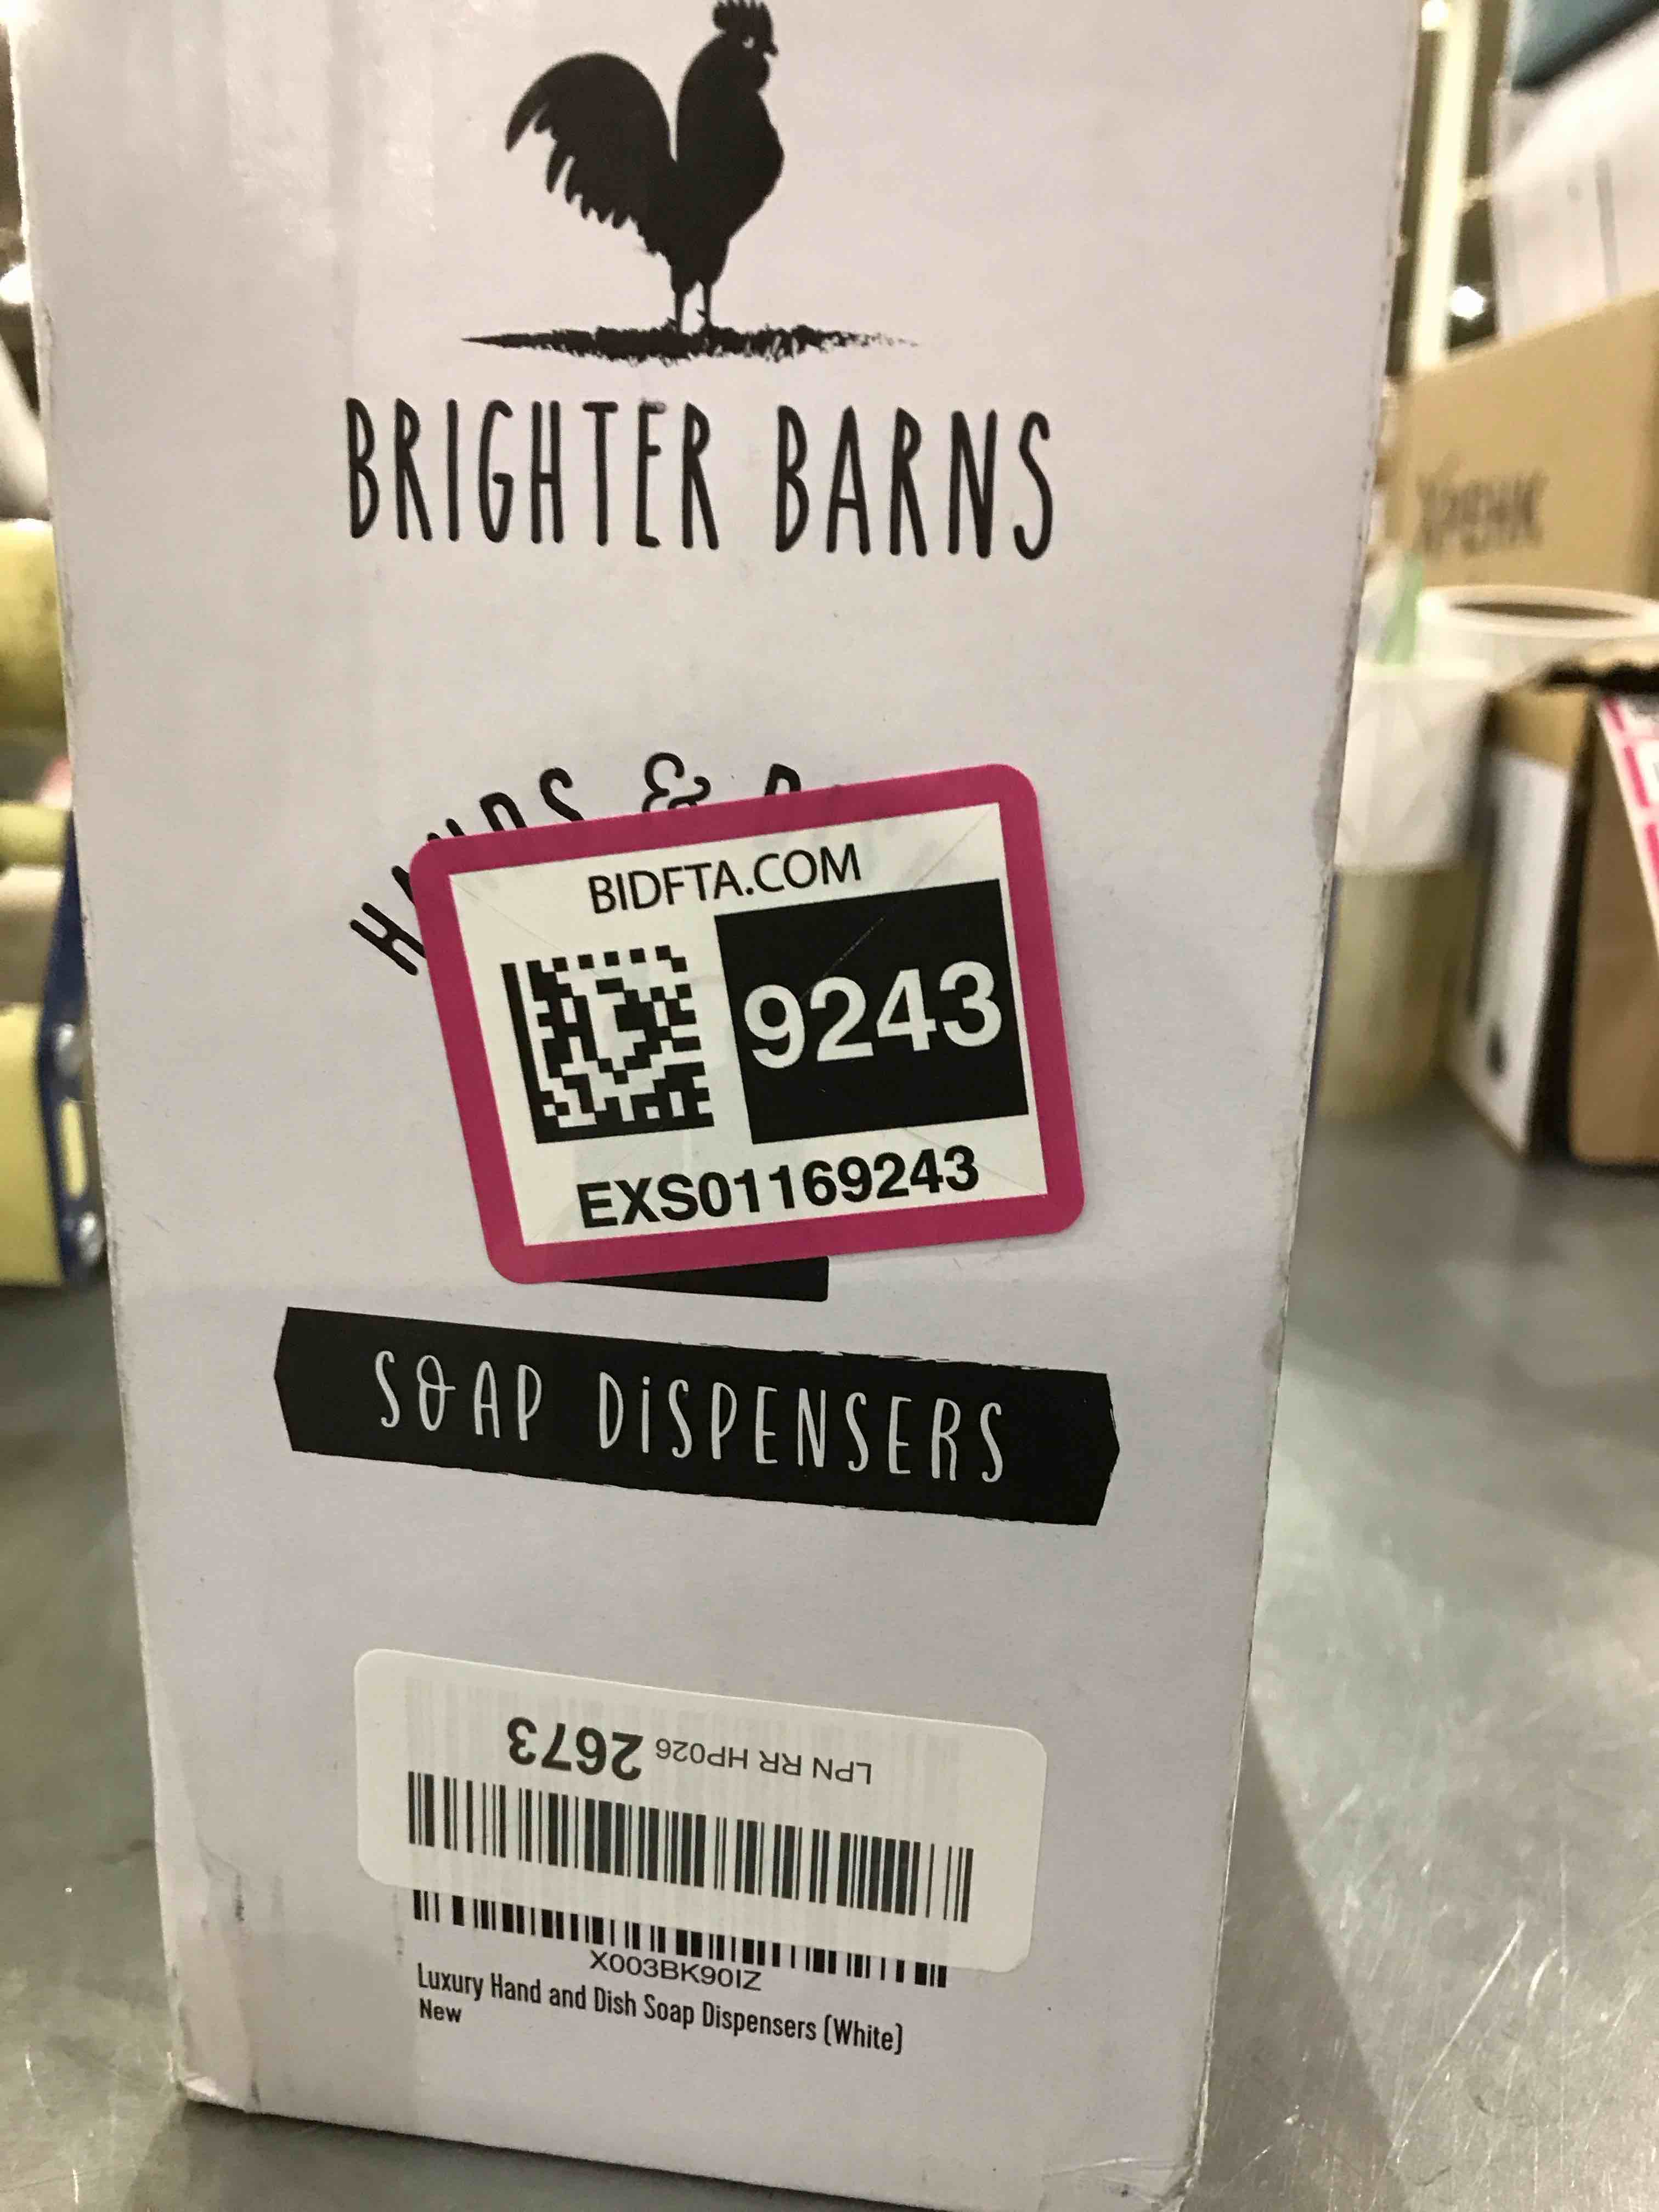 BRIGHTER BARNS
&
BIDFTA.COM
9243
EXS01169243
SOAP DiSPENSERS
LPN RR HP026 2673
X003BK90IZ
Luxury Hand and Dish Soap Dispensers (White)
New